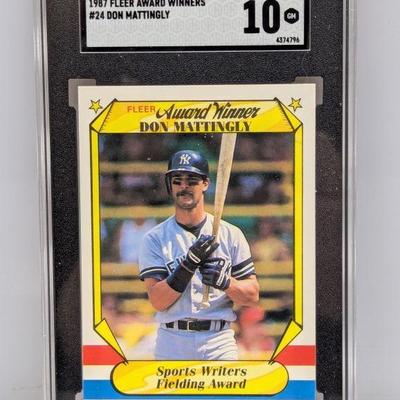 1987 FLEER AWARD WINNERS
#24 DON MATTINGLY
10 GM
4374796
FLEER Award Winner
DON MATTINGLY
NY
Sports Writers
Fielding Award